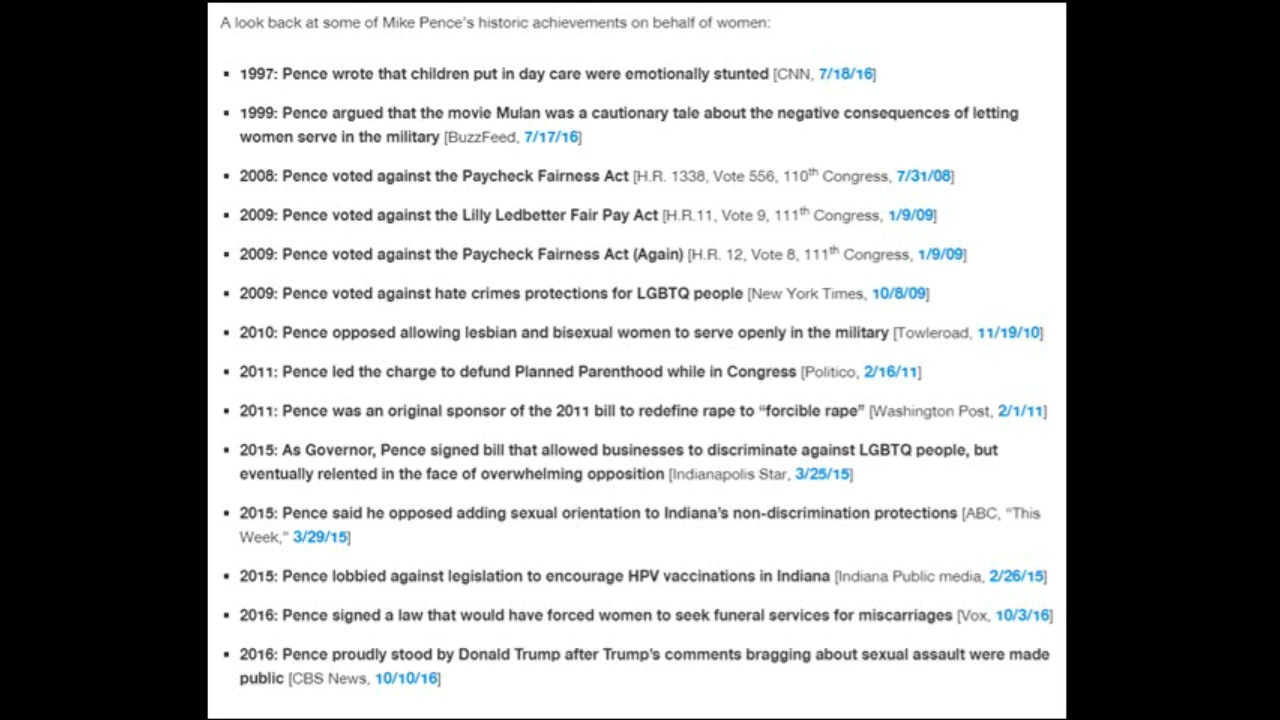 A look back at some of Mike Pence's historic achievements on behalf of women:
▪ 1997: Pence wrote that children put in day care were emotionally stunted [CNN, 7/18/16]
▪ 1999: Pence argued that the movie Mulan was a cautionary tale about the negative consequences of letting
women serve in the military [BuzzFeed, 7/17/16]
▪ 2008: Pence voted against the Paycheck Fairness Act [H.R. 1338, Vote 556, 110th Congress, 7/31/08]
▪ 2009: Pence voted against the Lilly Ledbetter Fair Pay Act [H.R.11, Vote 9, 111th Congress, 1/9/09]
▪ 2009: Pence voted against the Paycheck Fairness Act (Again) [H.R. 12, Vote 8, 111th Congress, 1/9/09]
▪ 2009: Pence voted against hate crimes protections for LGBTQ people [New York Times, 10/8/09]
▪ 2010: Pence opposed allowing lesbian and bisexual women to serve openly in the military [Towleroad, 11/19/10]
▪ 2011: Pence led the charge to defund Planned Parenthood while in Congress [Politico, 2/16/11]
▪ 2011: Pence was an original sponsor of the 2011 bill to redefine rape to “forcible rape” [Washington Post, 2/1/11]
▪ 2015: As Governor, Pence signed bill that allowed businesses to discriminate against LGBTQ people, but
eventually relented in the face of overwhelming opposition [Indianapolis Star, 3/25/15]
▪ 2015: Pence said he opposed adding sexual orientation to Indiana's non-discrimination protections [ABC, “This
Week,” 3/29/15]
▪ 2015: Pence lobbied against legislation to encourage HPV vaccinations in Indiana [Indiana Public media, 2/26/15]
▪ 2016: Pence signed a law that would have forced women to seek funeral services for miscarriages [Vox, 10/3/16]
▪ 2016: Pence proudly stood by Donald Trump after Trump's comments bragging about sexual assault were made
public [CBS News, 10/10/16]